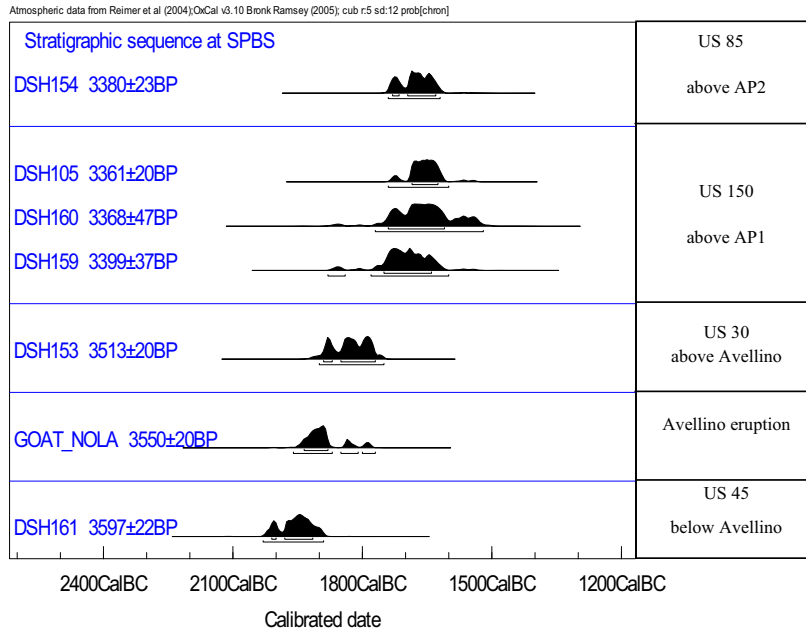 Atmospheric data from Reimer et al (2004);OxCal v3.10 Bronk Ramsey (2005); cub r:5 sd:12 prob[chron]
Stratigraphic sequence at SPBS
US 85
DSH154 3380±23BP
above AP2
DSH105 3361±20BP
US 150
DSH160 3368±47BP
above AP1
DSH159 3399±37BP
US 30
DSH153 3513±20BP
above Avellino
Avellino eruption
GOAT_NOLA 3550±20BP
US 45
DSH161 3597±22BP
below Avellino
2400CalBC 2100CalBC 1800CalBC 1500CalBC 1200CalBC
Calibrated date